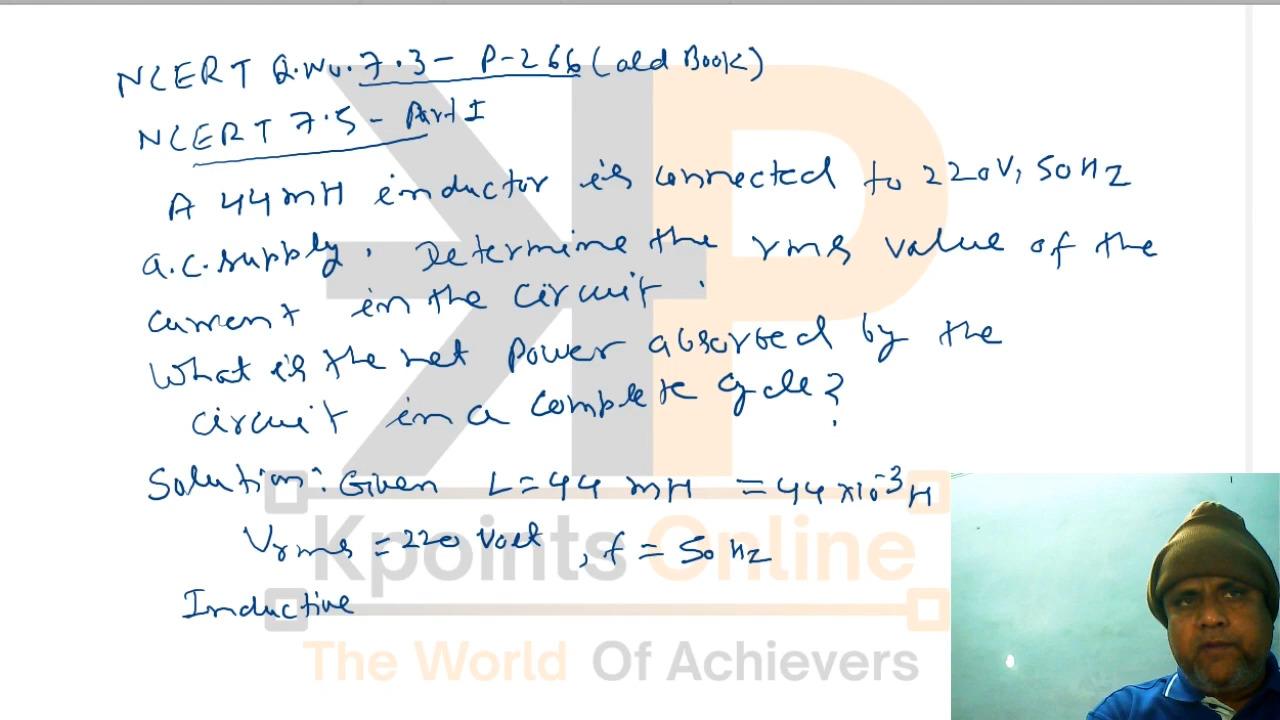 NCERT Q.No. 7.3 - P-266 (old Book)
NCERT 7.5 - Part I
A 44mH inductor is connected to 220V, 50Hz
a.c. supply. Determine the rms value of the
current in the circuit.
What is the net power absorbed by the
circuit in a complete cycle?
Solution: Given L = 44 mH = 44 x10-3 H
Vrms = 220 Volt, f = 50 Hz
Inductive
Kpoints Online
The World Of Achievers